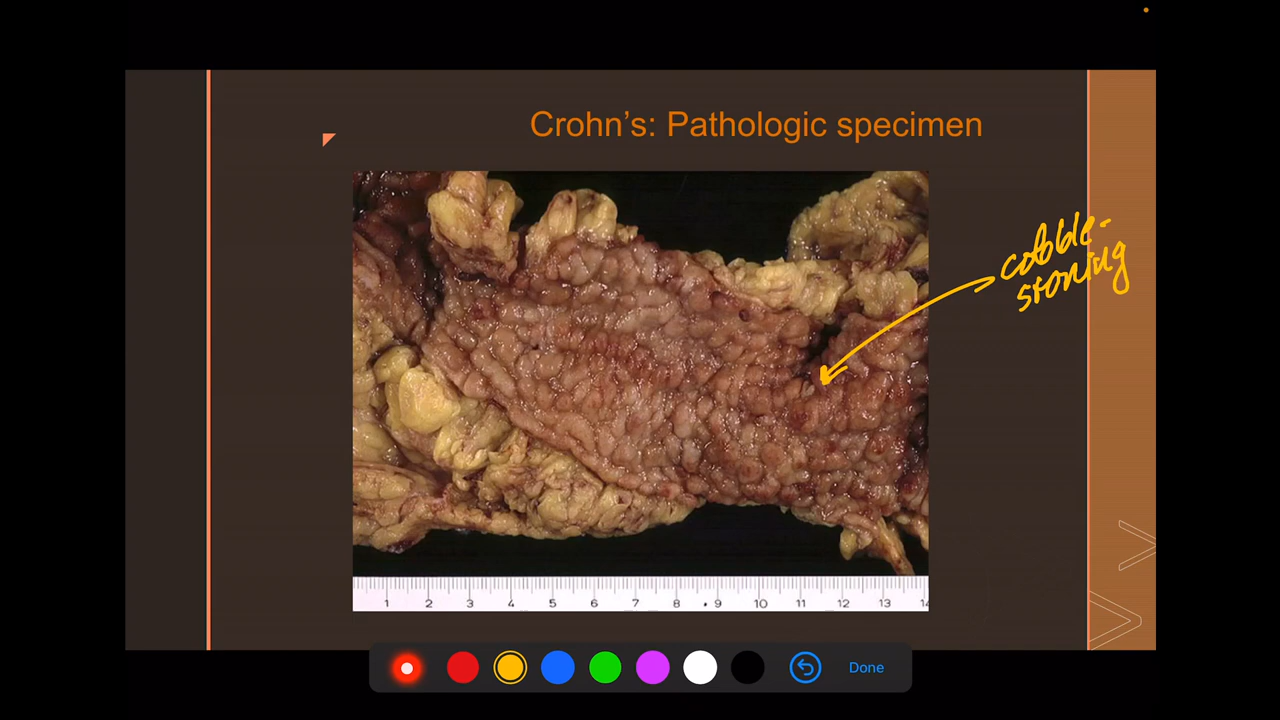 Crohn's: Pathologic specimen
cobble-
stoning
1 2 3 4 5 6 7 8 9 10 11 12 13 14
Done